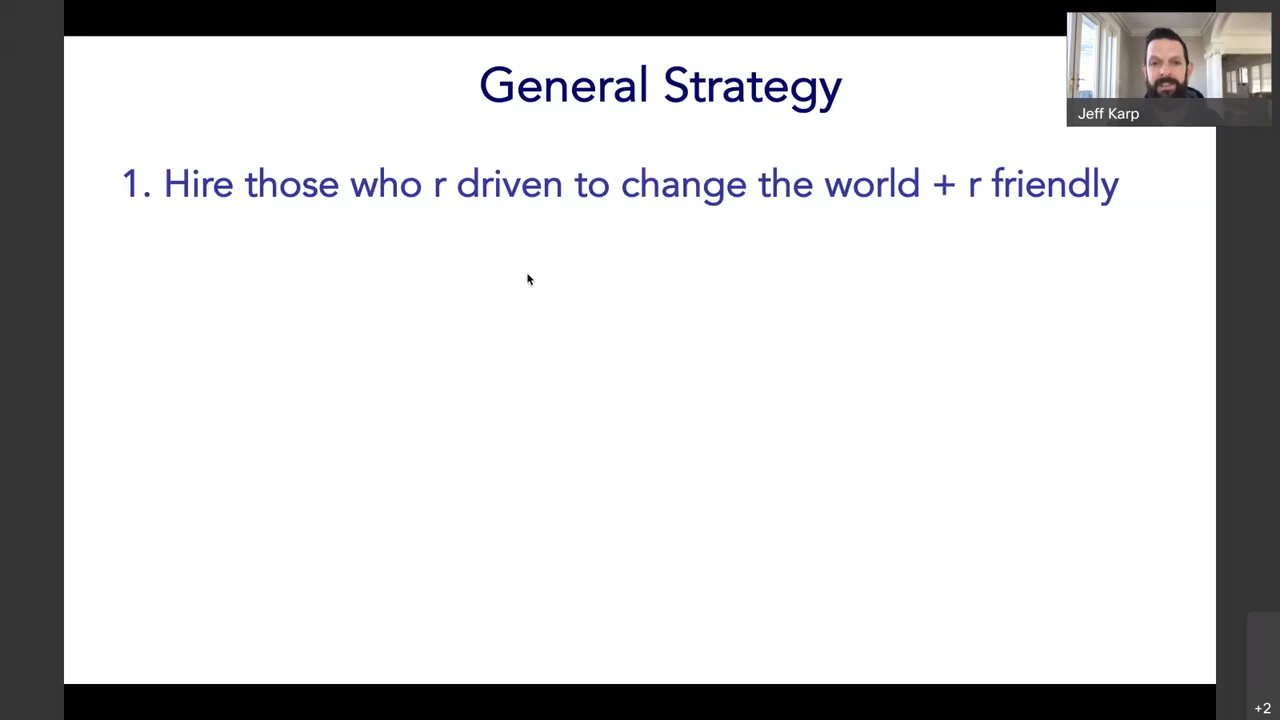 General Strategy
Jeff Karp
1. Hire those who r driven to change the world + r friendly
+2